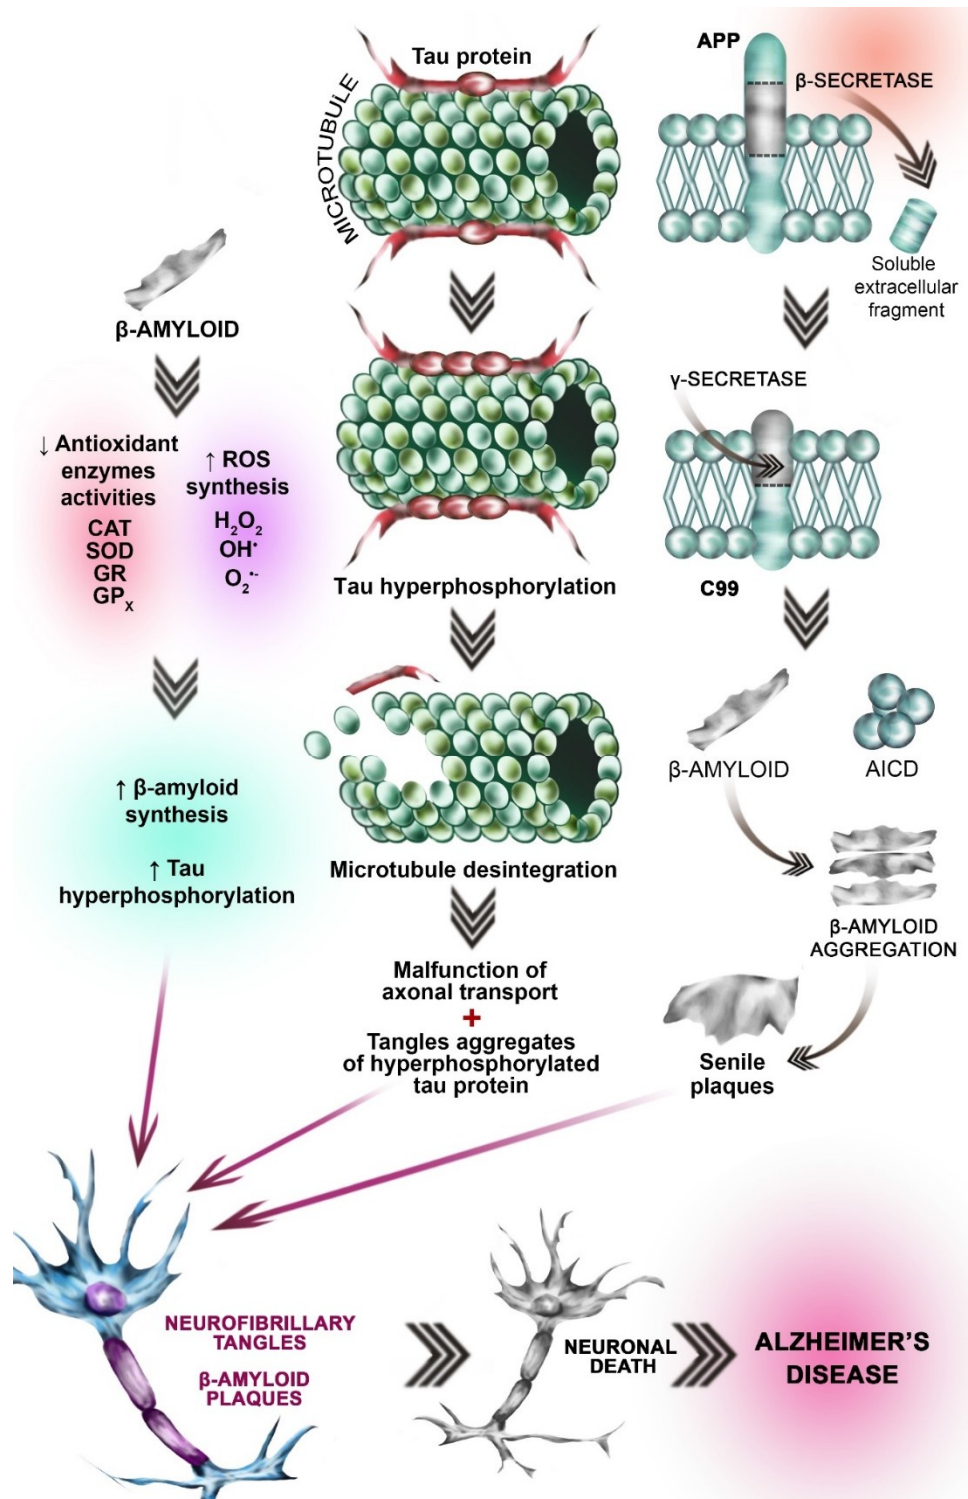 β-AMYLOID
↓ Antioxidant
enzymes
activities
CAT
SOD
GR
GPx
↑ ROS
synthesis
H₂O₂
OH•
O₂•-
↑ β-amyloid
synthesis
↑ Tau
hyperphosphorylation
Tau protein
MICROTUBULE
Tau hyperphosphorylation
Microtubule desintegration
Malfunction of
axonal transport
+
Tangles aggregates
of hyperphosphorylated
tau protein
APP
β-SECRETASE
Soluble
extracellular
fragment
γ-SECRETASE
C99
β-AMYLOID
AICD
β-AMYLOID
AGGREGATION
Senile
plaques
NEUROFIBRILLARY
TANGLES
β-AMYLOID
PLAQUES
NEURONAL
DEATH
ALZHEIMER'S
DISEASE